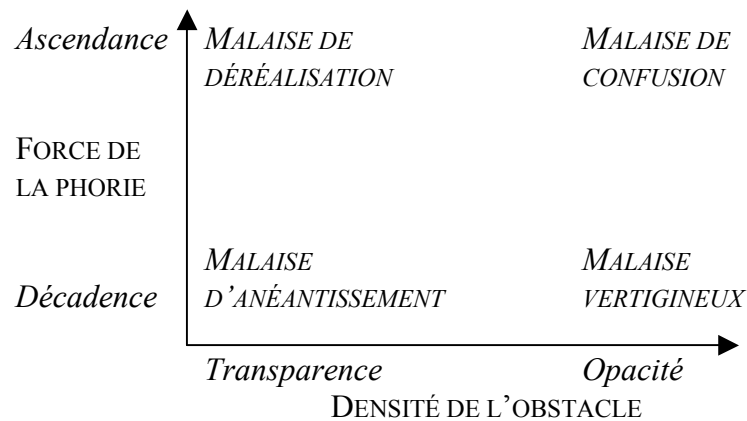 Ascendance MALAISE DE MALAISE DE
DÉRÉALISATION CONFUSION
FORCE DE
LA PHORIE
MALAISE MALAISE
Décadence D’ANÉANTISSEMENT VERTIGINEUX
Transparence Opacité
DENSITÉ DE L’OBSTACLE